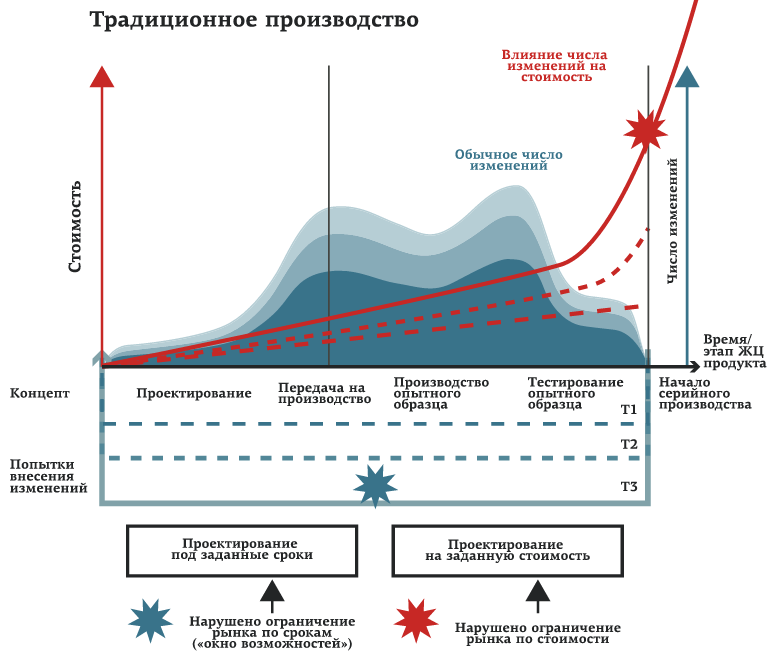 Традиционное производство
Влияние числа
изменений на
стоимость
Обычное число
изменений
Стоимость
Число изменений
Время/
этап ЖЦ
продукта
Концепт
Проектирование
Передача на
производство
Производство
опытного
образца
Тестирование
опытного
образца
Начало
серийного
производства
T1
T2
T3
Попытки
внесения
изменений
Проектирование
под заданные сроки
Проектирование
на заданную стоимость
Нарушено ограничение
рынка по срокам
(«окно возможностей»)
Нарушено ограничение
рынка по стоимости